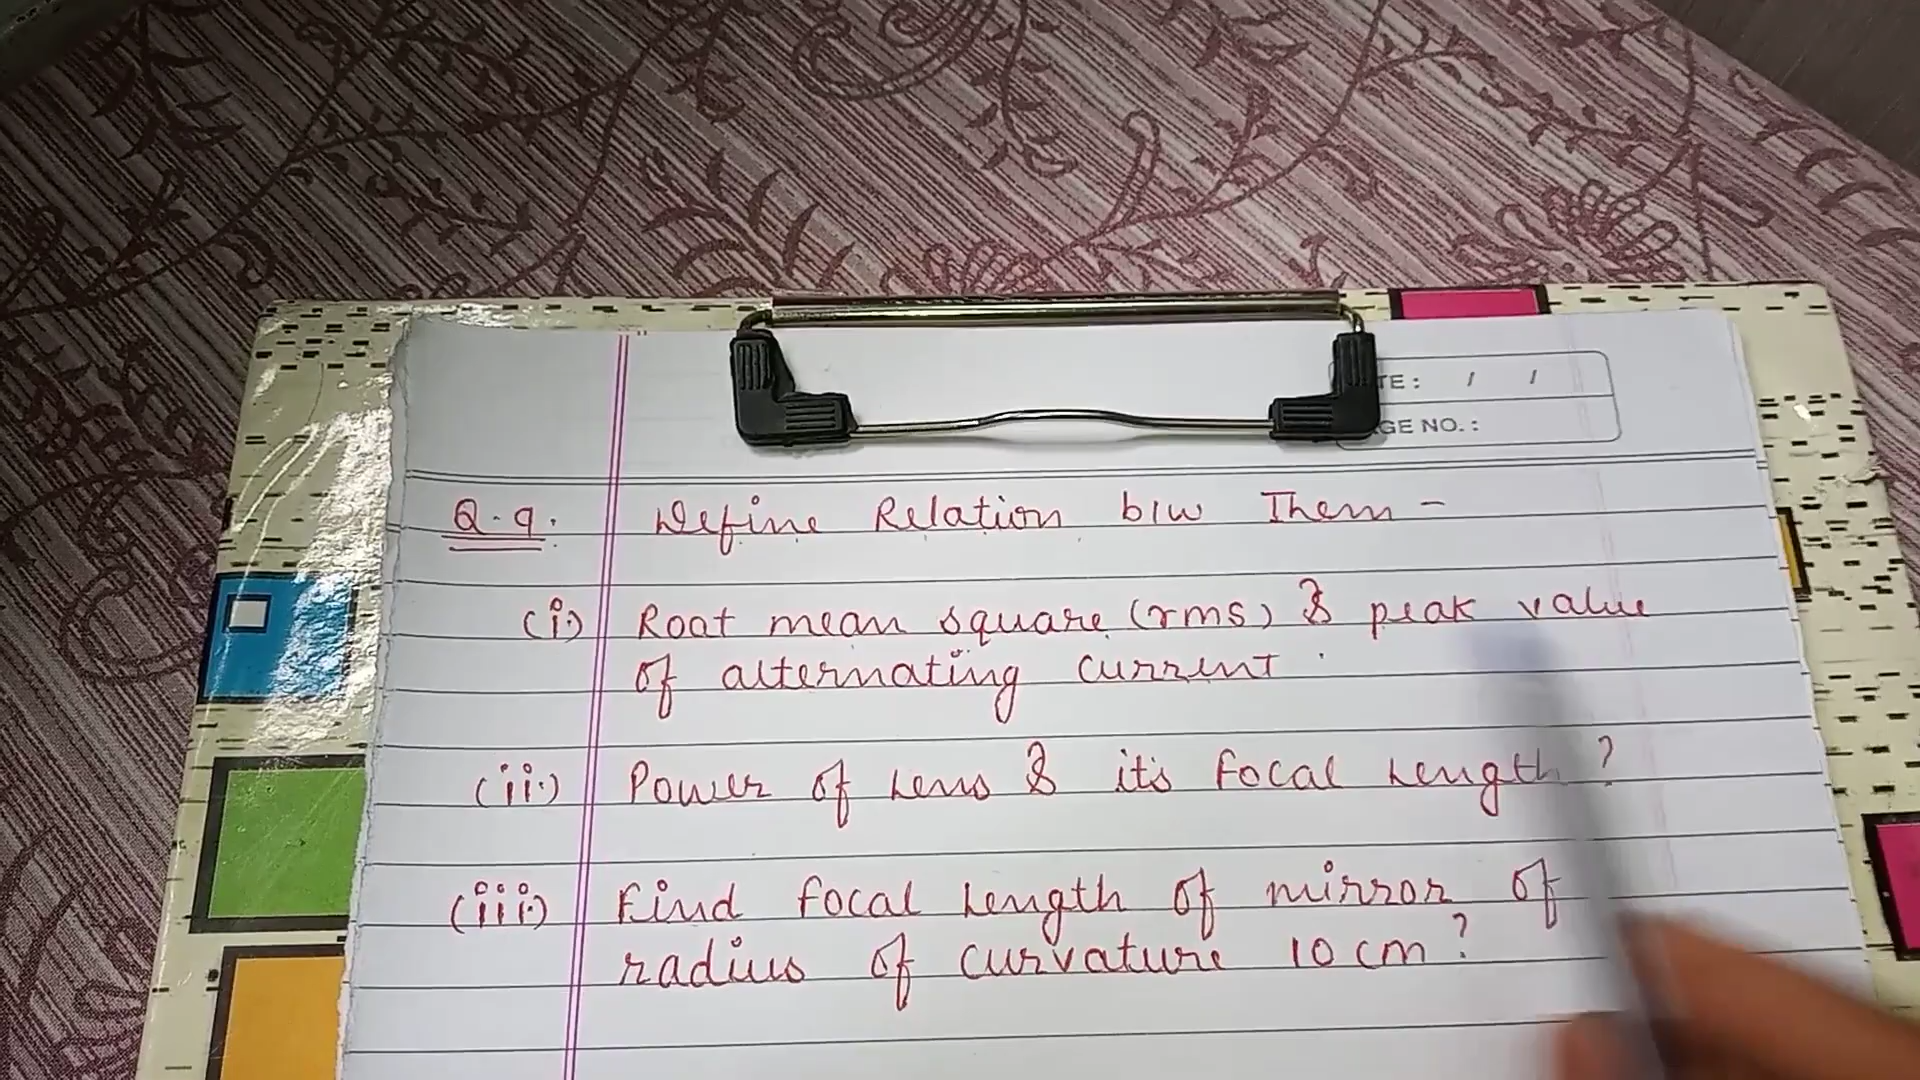 TE: / /
GE NO.:
Q.9. Define Relation b/w Them -
(i.) Root mean square (rms) & peak value
of alternating current.
(ii.) Power of Lens & it's Focal Length?
(iii.) Find focal Length of mirror of
radius of curvature 10 cm?